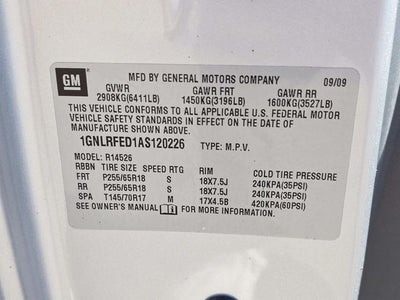 GM MFD BY GENERAL MOTORS COMPANY 09/09
GVWR GAWR FRT GAWR RR
2908KG(6411LB) 1450KG(3196LB) 1600KG(3527LB)
THIS VEHICLE CONFORMS TO ALL APPLICABLE U.S. FEDERAL MOTOR
VEHICLE SAFETY STANDARDS IN EFFECT ON THE DATE OF
MANUFACTURE SHOWN ABOVE.
1GNLRFED1AS120226 TYPE: M.P.V.
MODEL: R14526
RBBN TIRE SIZE SPEED RTG RIM COLD TIRE PRESSURE
FRT P255/65R18 S 18X7.5J 240KPA(35PSI)
RR P255/65R18 S 18X7.5J 240KPA(35PSI)
SPA T145/70R17 M 17X4.5B 420KPA(60PSI)
SEE OWNER'S MANUAL FOR MORE INFORMATION.